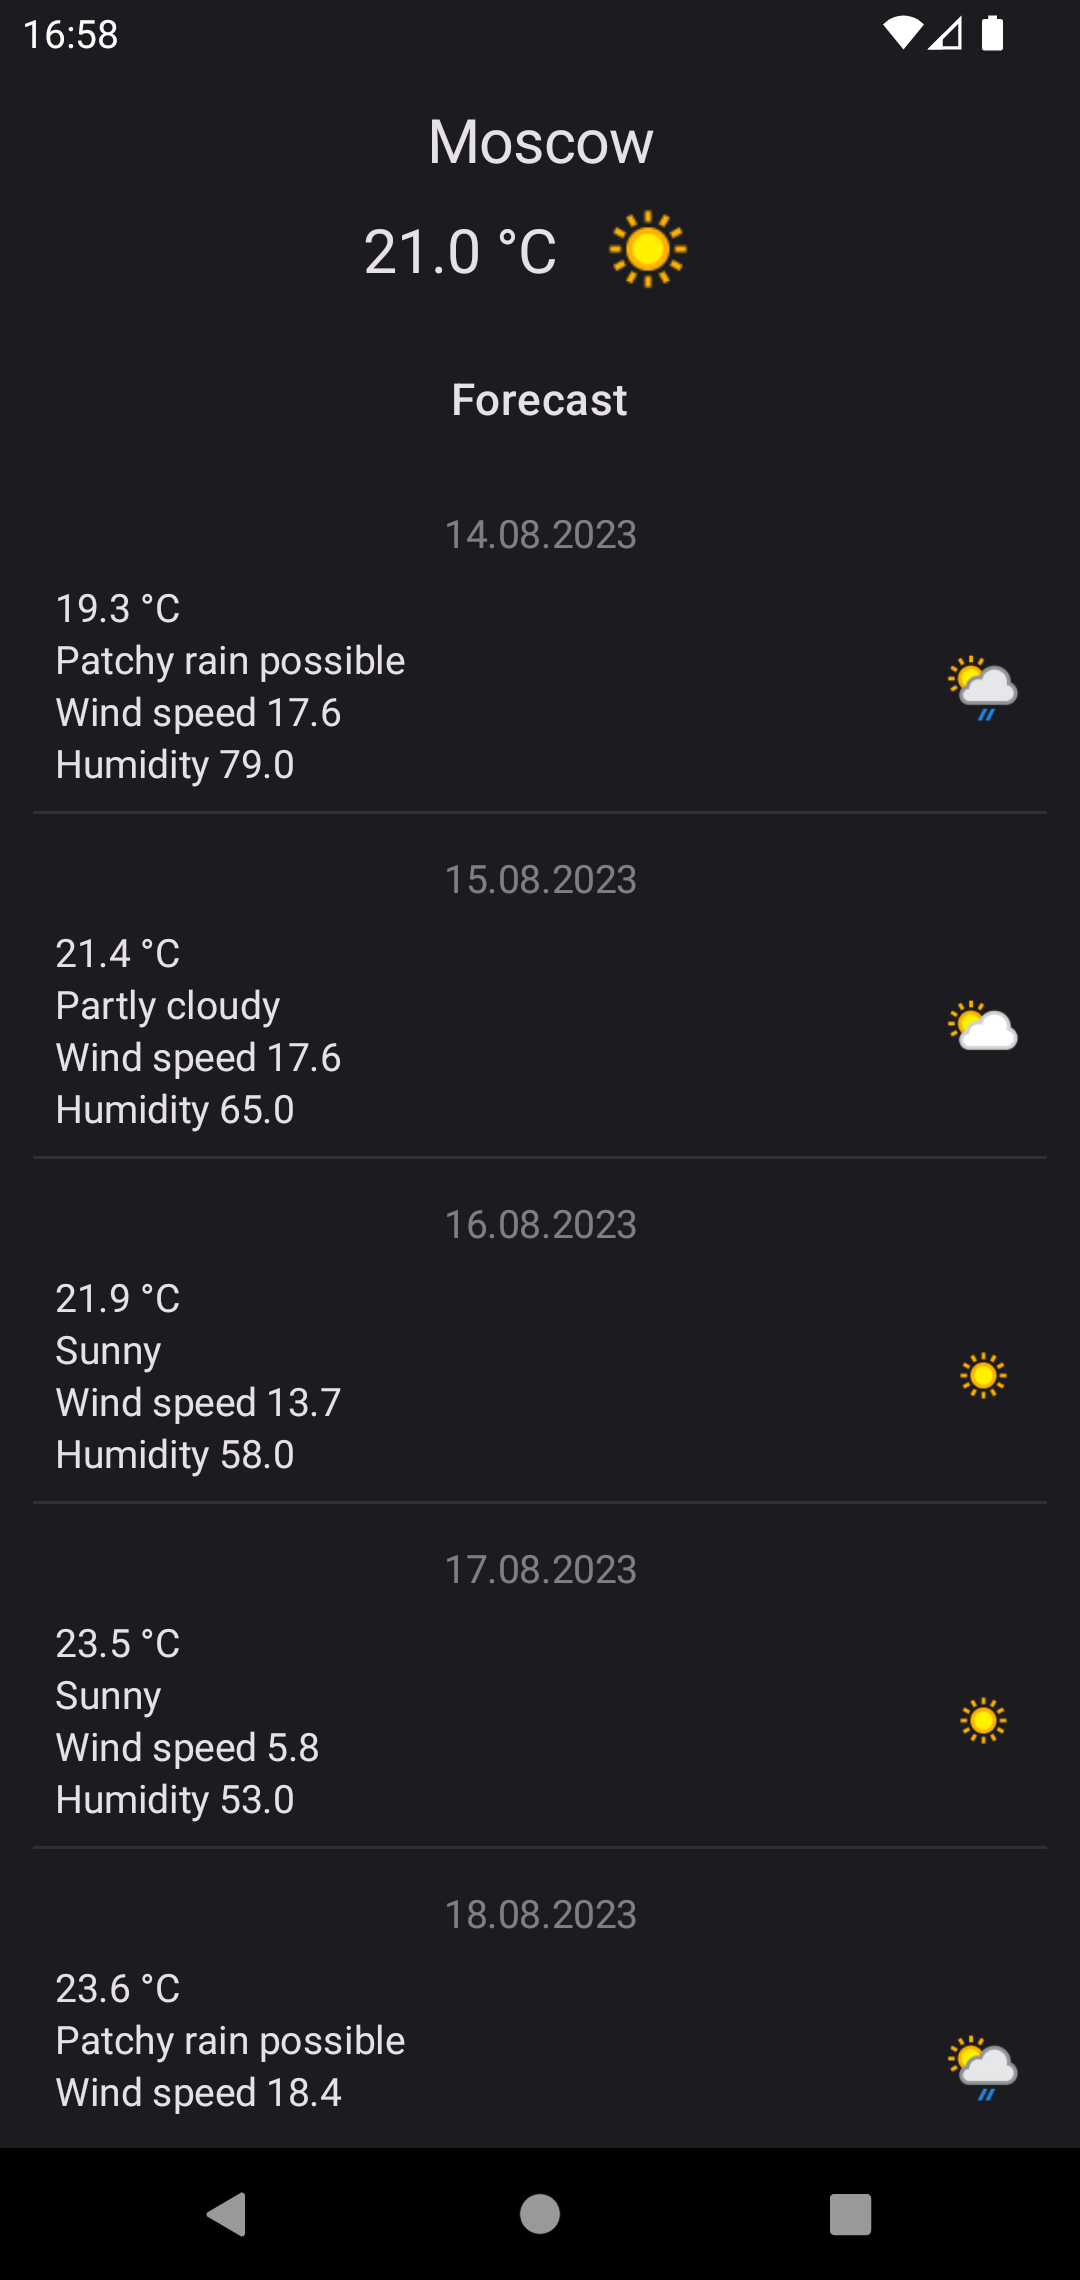 16:58
Moscow
21.0 °C
Forecast
14.08.2023
19.3 °C
Patchy rain possible
Wind speed 17.6
Humidity 79.0
15.08.2023
21.4 °C
Partly cloudy
Wind speed 17.6
Humidity 65.0
16.08.2023
21.9 °C
Sunny
Wind speed 13.7
Humidity 58.0
17.08.2023
23.5 °C
Sunny
Wind speed 5.8
Humidity 53.0
18.08.2023
23.6 °C
Patchy rain possible
Wind speed 18.4